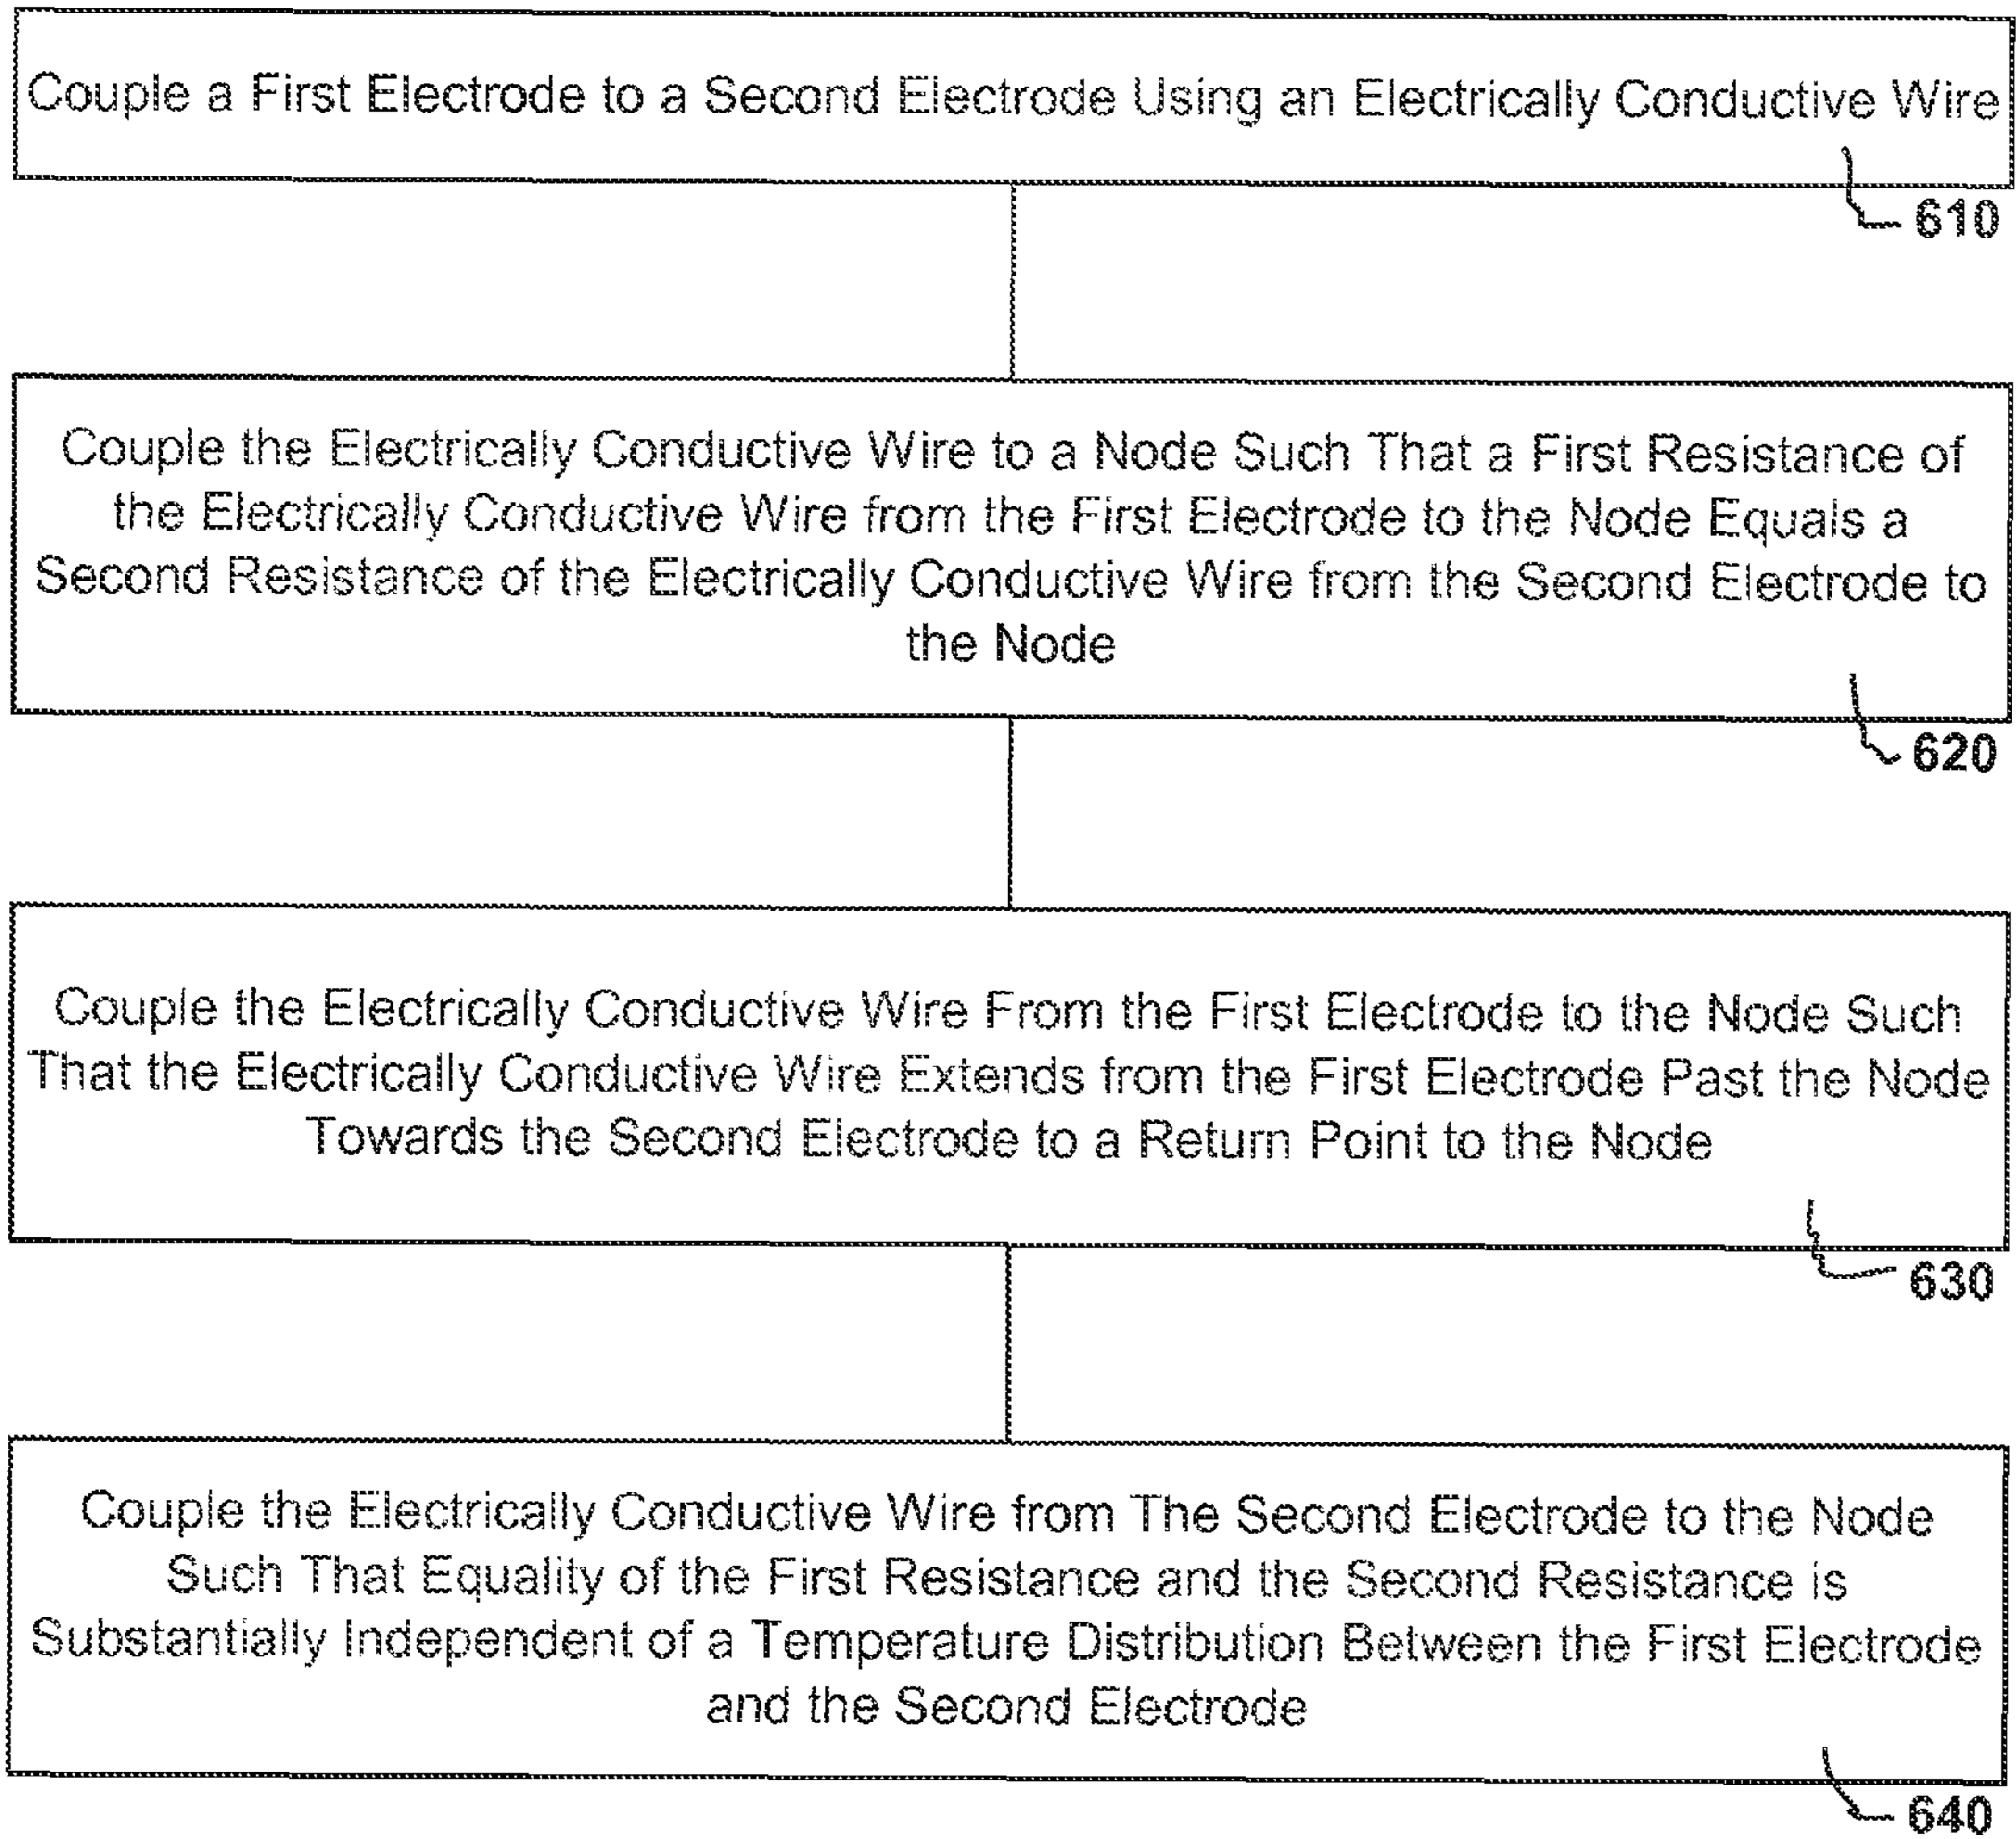 Couple a First Electrode to a Second Electrode Using an Electrically Conductive Wire
610
Couple the Electrically Conductive Wire to a Node Such That a First Resistance of
the Electrically Conductive Wire from the First Electrode to the Node Equals a
Second Resistance of the Electrically Conductive Wire from the Second Electrode to
the Node
620
Couple the Electrically Conductive Wire From the First Electrode to the Node Such
That the Electrically Conductive Wire Extends from the First Electrode Past the Node
Towards the Second Electrode to a Return Point to the Node
630
Couple the Electrically Conductive Wire from The Second Electrode to the Node
Such That Equality of the First Resistance and the Second Resistance is
Substantially Independent of a Temperature Distribution Between the First Electrode
and the Second Electrode
640